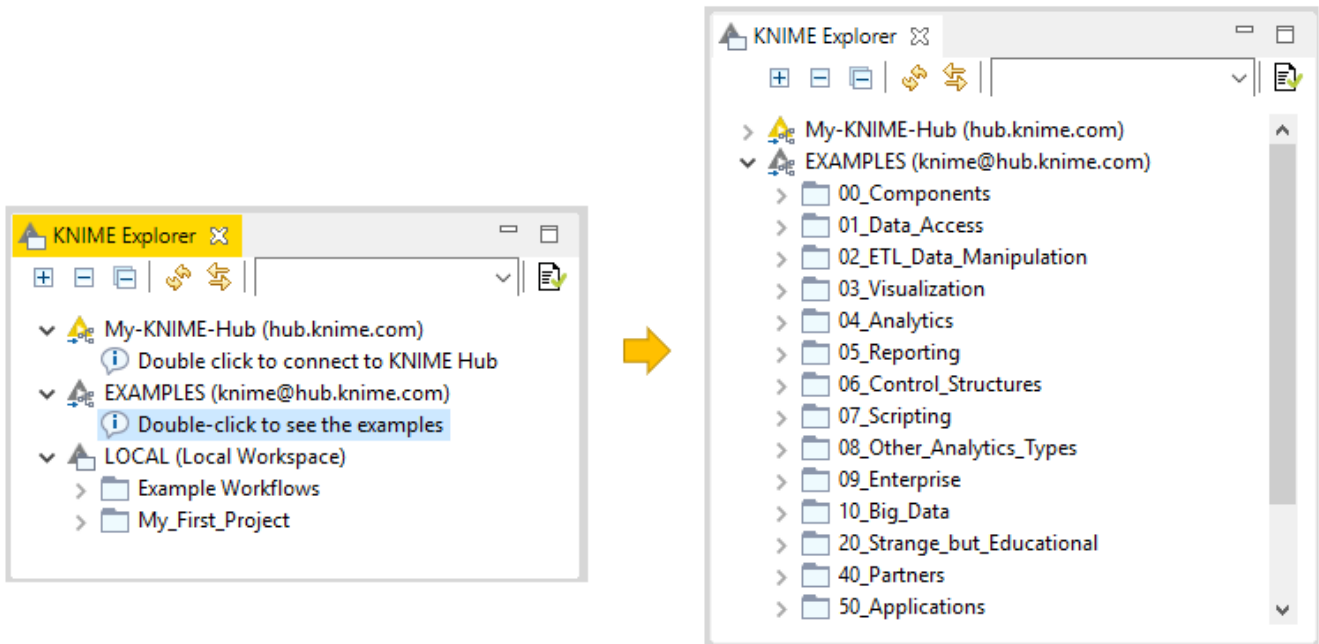 KNIME Explorer
My-KNIME-Hub (hub.knime.com)
Double click to connect to KNIME Hub
EXAMPLES (knime@hub.knime.com)
Double-click to see the examples
LOCAL (Local Workspace)
Example Workflows
My_First_Project
KNIME Explorer
My-KNIME-Hub (hub.knime.com)
EXAMPLES (knime@hub.knime.com)
00_Components
01_Data_Access
02_ETL_Data_Manipulation
03_Visualization
04_Analytics
05_Reporting
06_Control_Structures
07_Scripting
08_Other_Analytics_Types
09_Enterprise
10_Big_Data
20_Strange_but_Educational
40_Partners
50_Applications